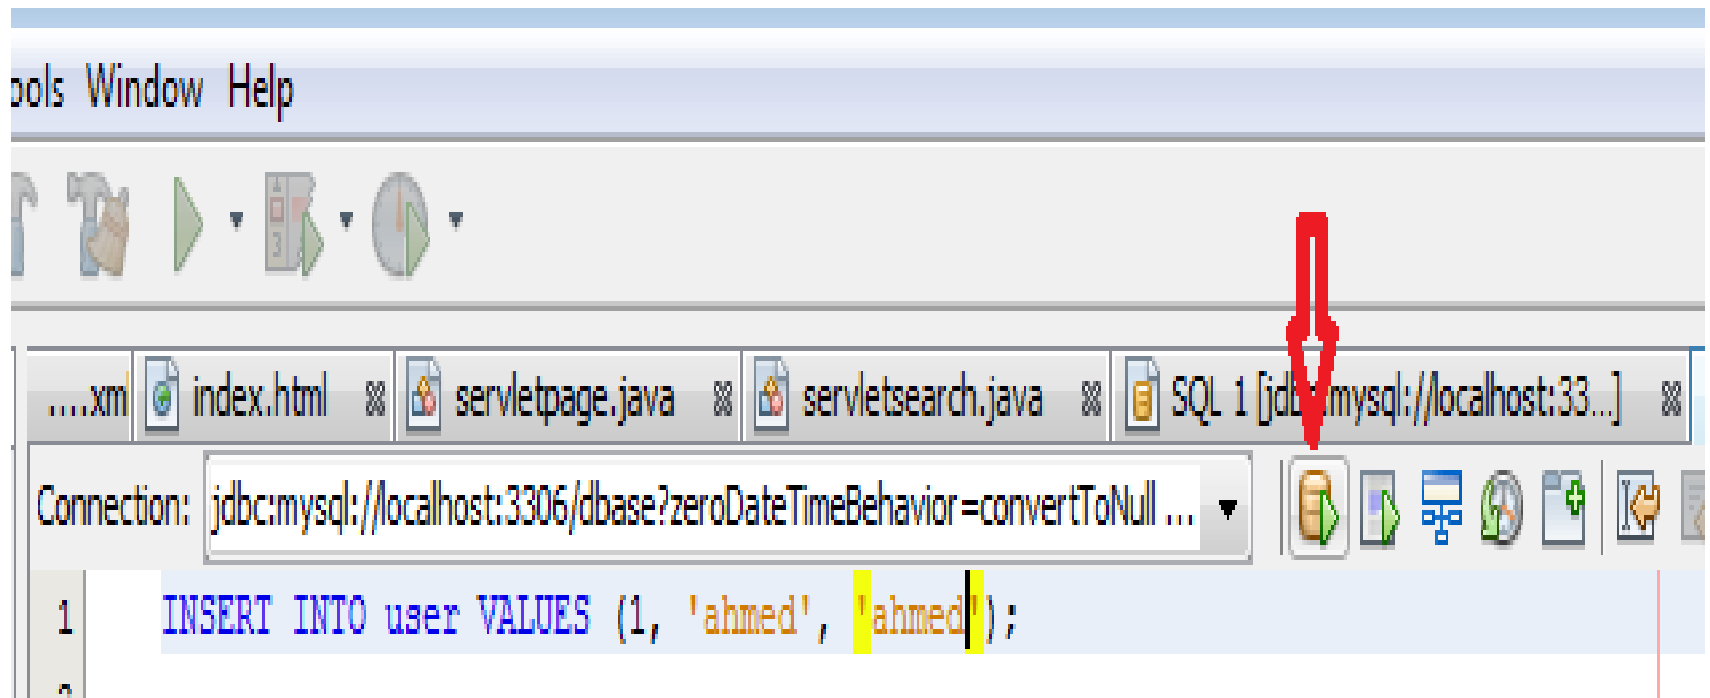 ools Window Help
....xml index.html servletpage.java servletsearch.java SQL 1 [jdbc:mysql://localhost:33...]
Connection: jdbc:mysql://localhost:3306/dbase?zeroDateTimeBehavior=convertToNull ...
1 INSERT INTO user VALUES (1, 'ahmed', 'ahmed');